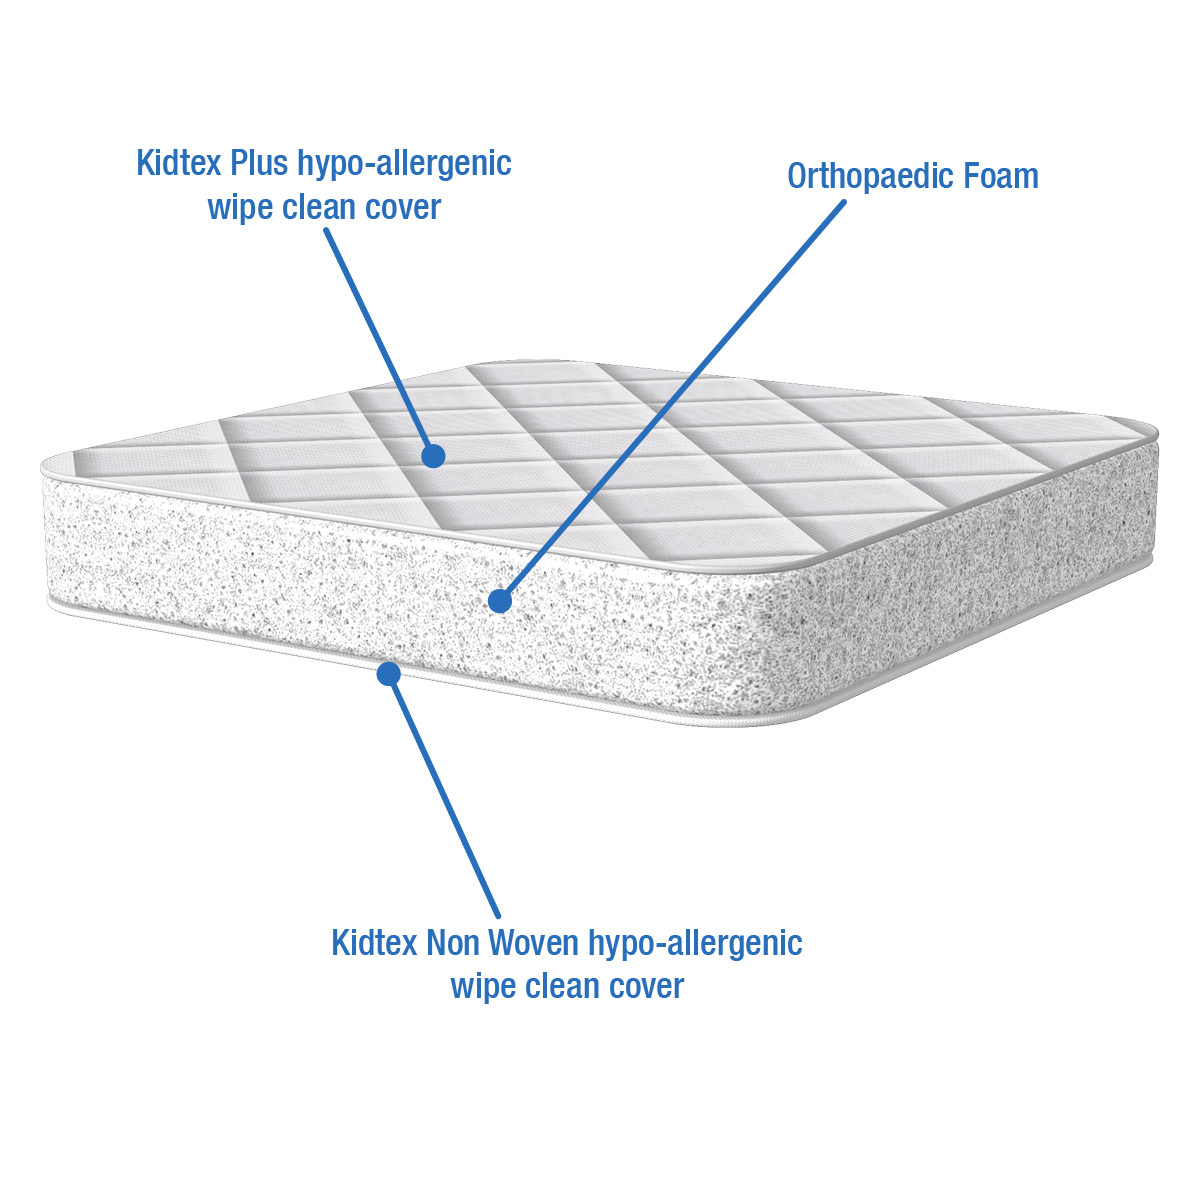 Kidtex Plus hypo-allergenic
wipe clean cover
Orthopaedic Foam
Kidtex Non Woven hypo-allergenic
wipe clean cover